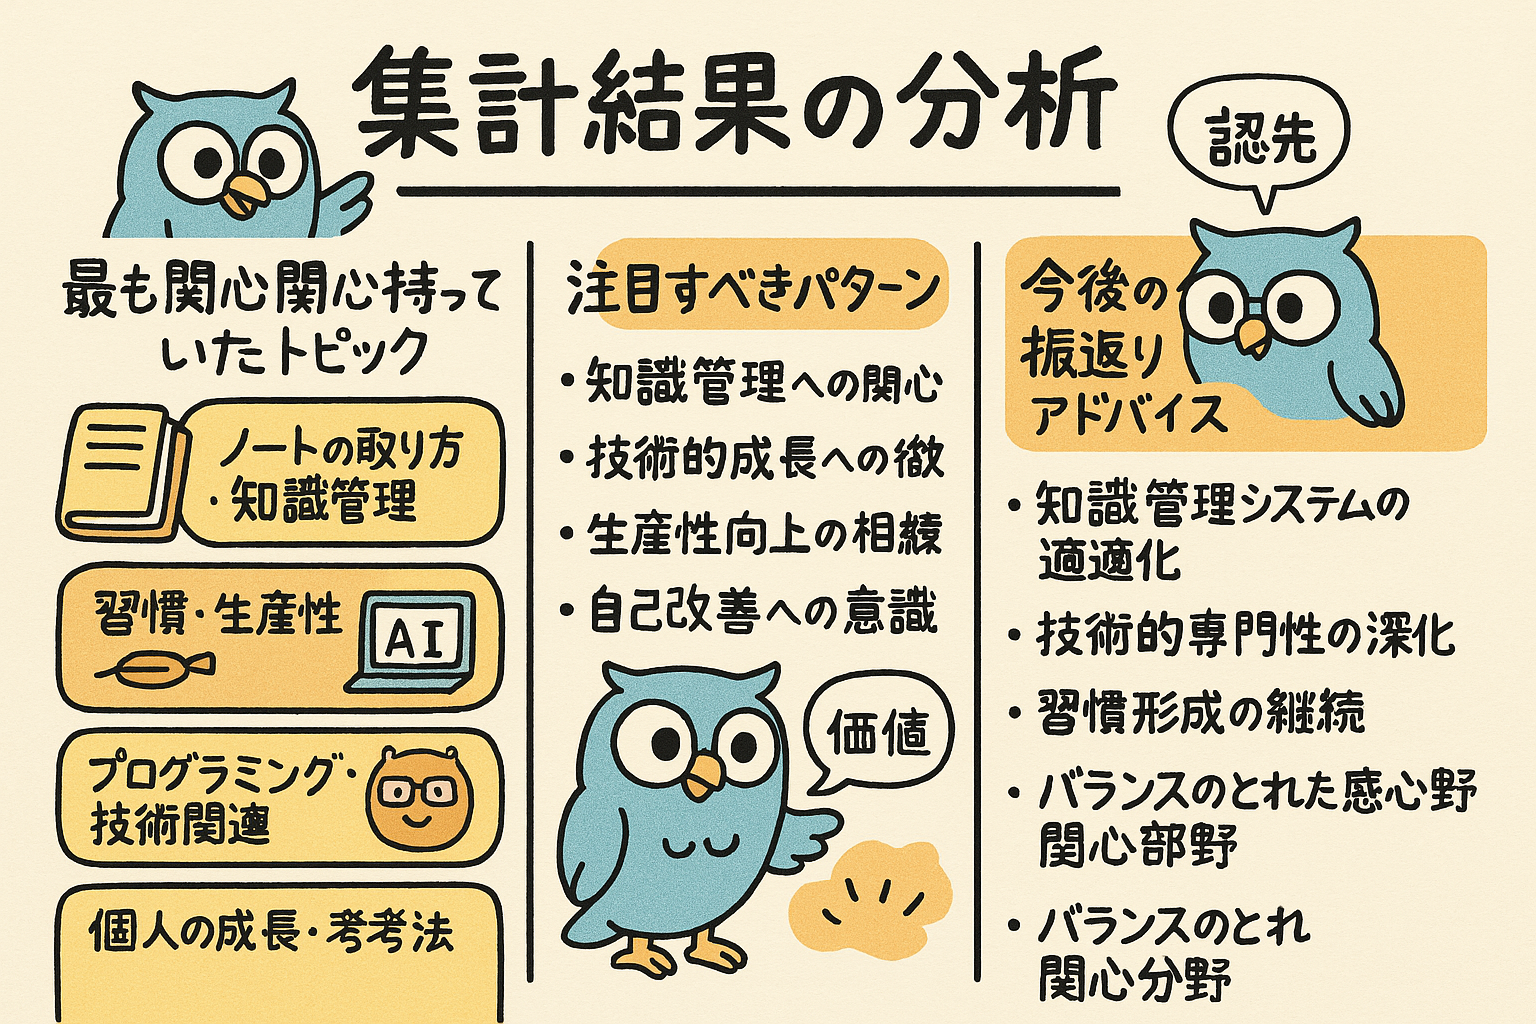 集計結果の分析
認先
最も関心関心持って
いたトピック
ノートの取り方
・知識管理
習慣・生産性
AI
プログラミング・
技術関連
個人の成長・考考法
注目すべきパターン
・知識管理への関心
・技術的成長への徴
・生産性向上の相
・自己改善への意識
価値
今後の
振返り
アドバイス
・知識管理システムの
適適化
・技術的専門性の深化
・習慣形成の継続
・バランスのとれた感心野
関心部野
・バランスのとれ
関心分野